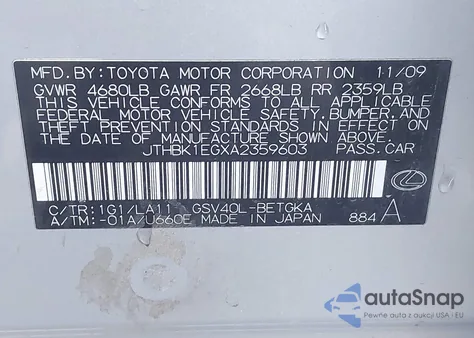 MFD.BY:TOYOTA MOTOR CORPORATION 11/09
GVWR 4680LB GAWR FR 2668LB RR 2359LB
THIS VEHICLE CONFORMS TO ALL APPLICABLE
FEDERAL MOTOR VEHICLE SAFETY,BUMPER,AND
THEFT PREVENTION STANDARDS IN EFFECT ON
THE DATE OF MANUFACTURE SHOWN ABOVE.
JTHBK1EGXA2359603 PASS.CAR
C/TR:1G1/LA11 GSV40L-BETGKA
A/TM:-01A/U660E MADE IN JAPAN 884 A
autoSnap
Pewne auta z aukcji USA i EU